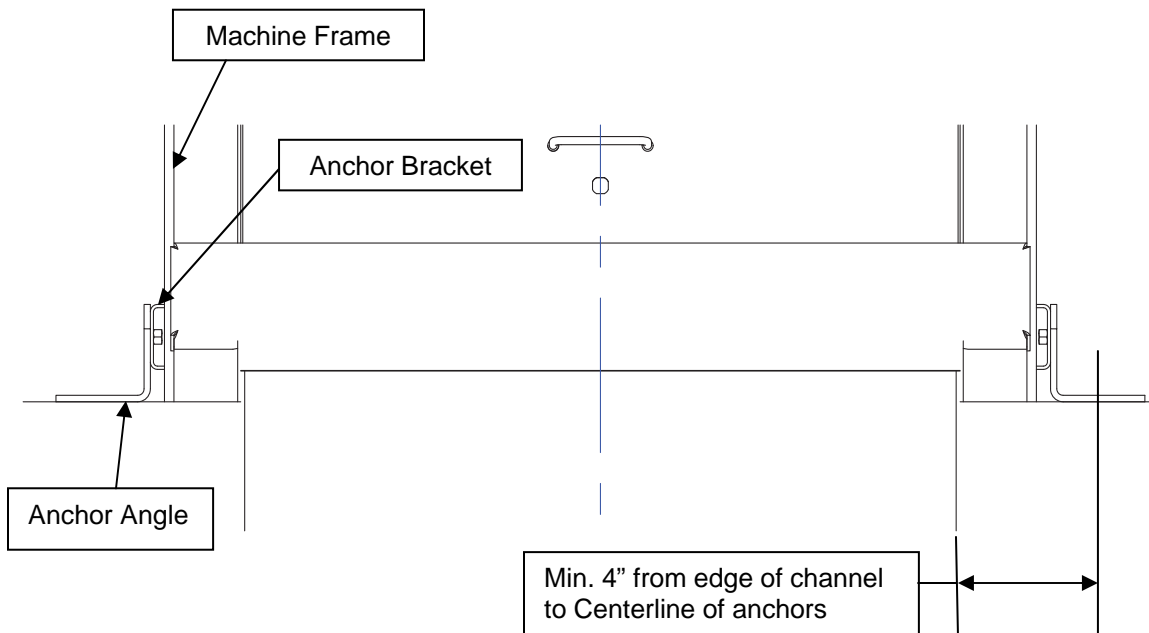 Machine Frame
Anchor Bracket
Anchor Angle
Min. 4” from edge of channel
to Centerline of anchors